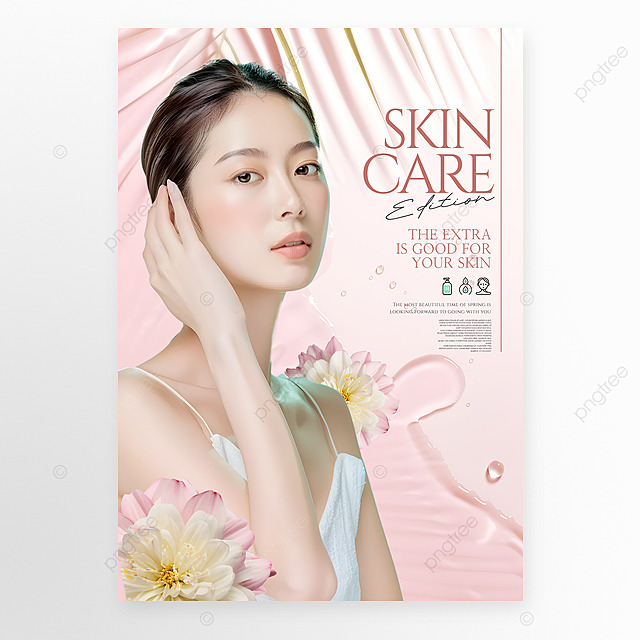 SKIN
CARE
Edition
THE EXTRA
IS GOOD FOR
YOUR SKIN
The most beautiful time of spring is
looking forward to going with you
pngtree